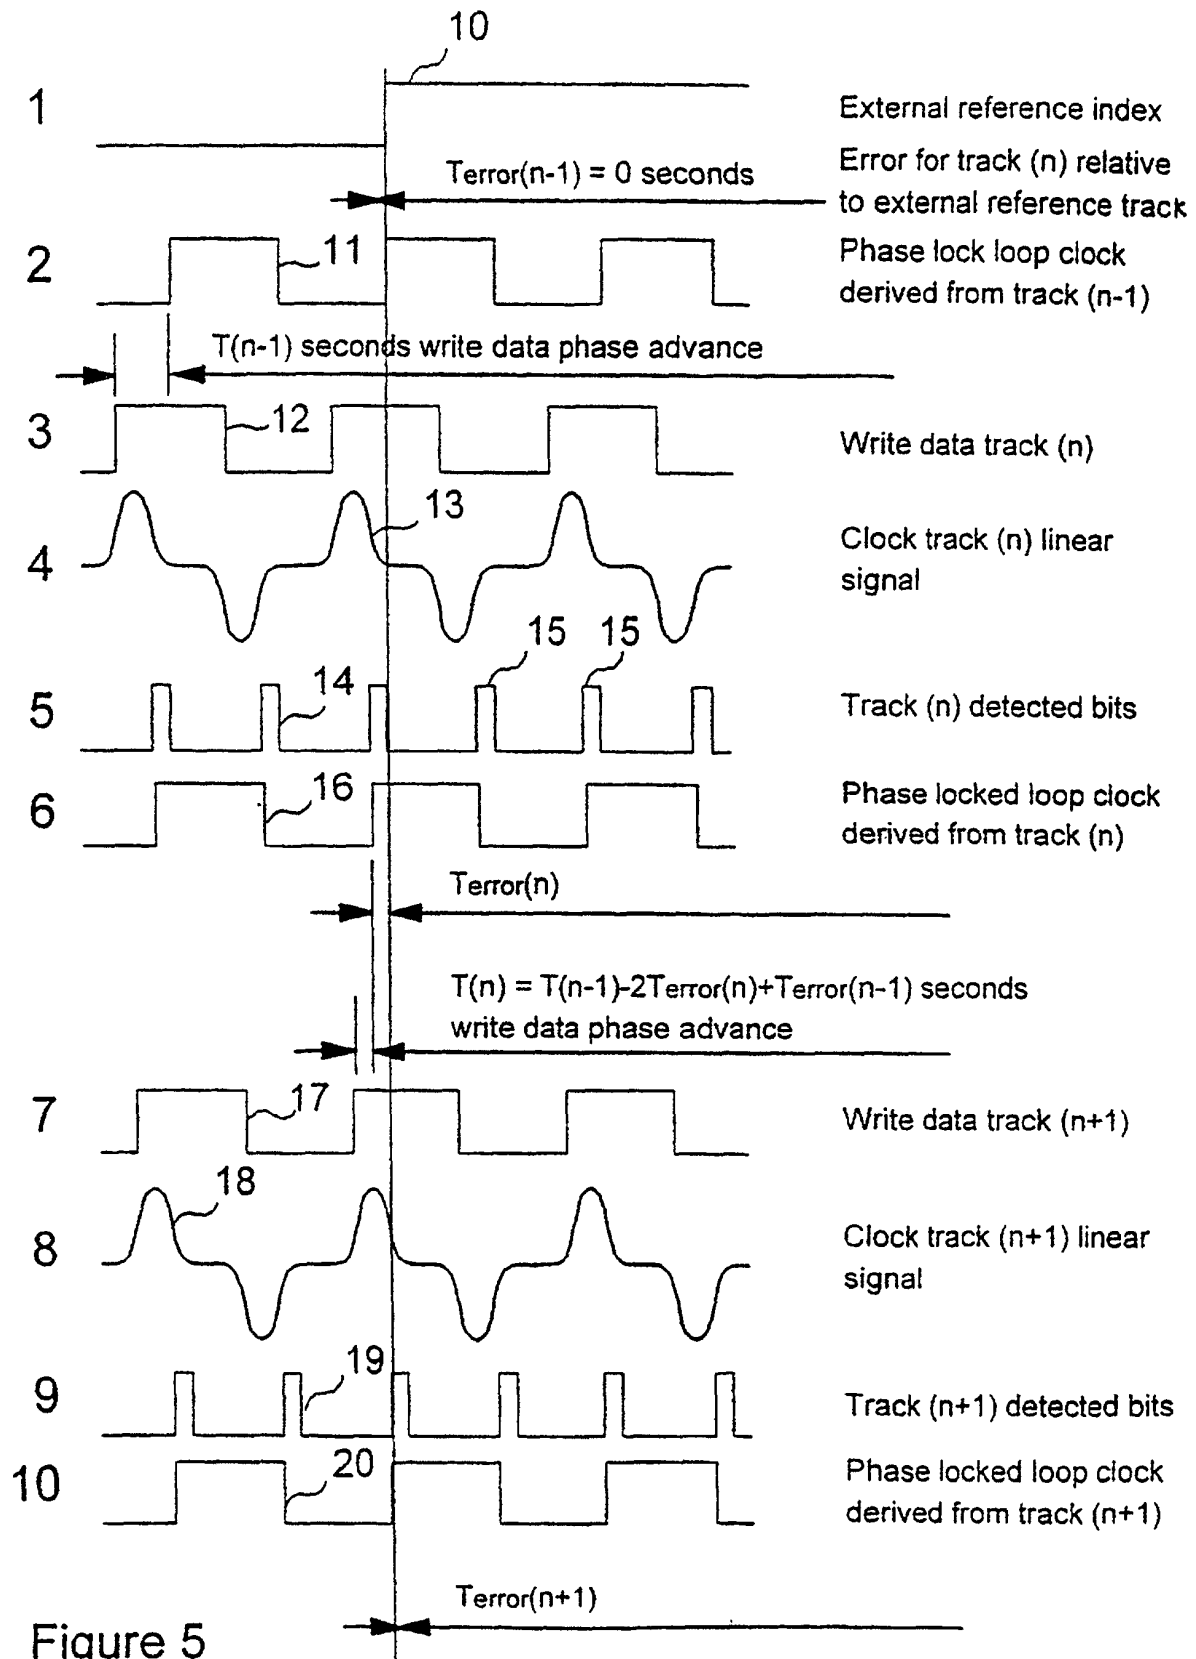 10
1
External reference index
Terror(n-1) = 0 seconds
Error for track (n) relative
to external reference track
2
11
Phase lock loop clock
derived from track (n-1)
T(n-1) seconds write data phase advance
3
12
Write data track (n)
4
13
Clock track (n) linear
signal
5
14
15
15
Track (n) detected bits
6
16
Phase locked loop clock
derived from track (n)
Terror(n)
T(n) = T(n-1)-2Terror(n)+Terror(n-1) seconds
write data phase advance
7
17
Write data track (n+1)
8
18
Clock track (n+1) linear
signal
9
19
Track (n+1) detected bits
10
20
Phase locked loop clock
derived from track (n+1)
Terror(n+1)
Figure 5